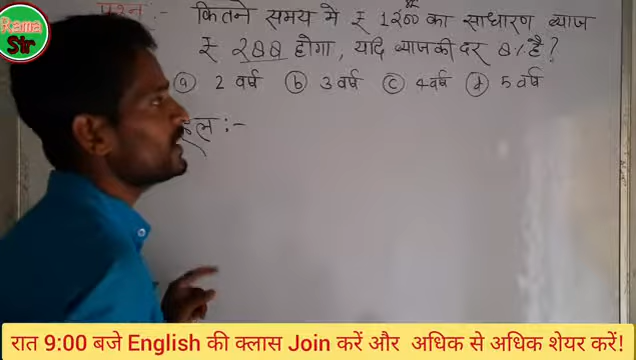 Rama Sir
प्रश्न :- कितने समय मे ₹ 1200 का साधारण ब्याज
₹ 288 होगा, यदि ब्याज की दर 8% है?
(a) 2 वर्ष (b) 3 वर्ष (c) 4 वर्ष (d) 5 वर्ष
हल :-
रात 9:00 बजे English की क्लास Join करें और अधिक से अधिक शेयर करें!